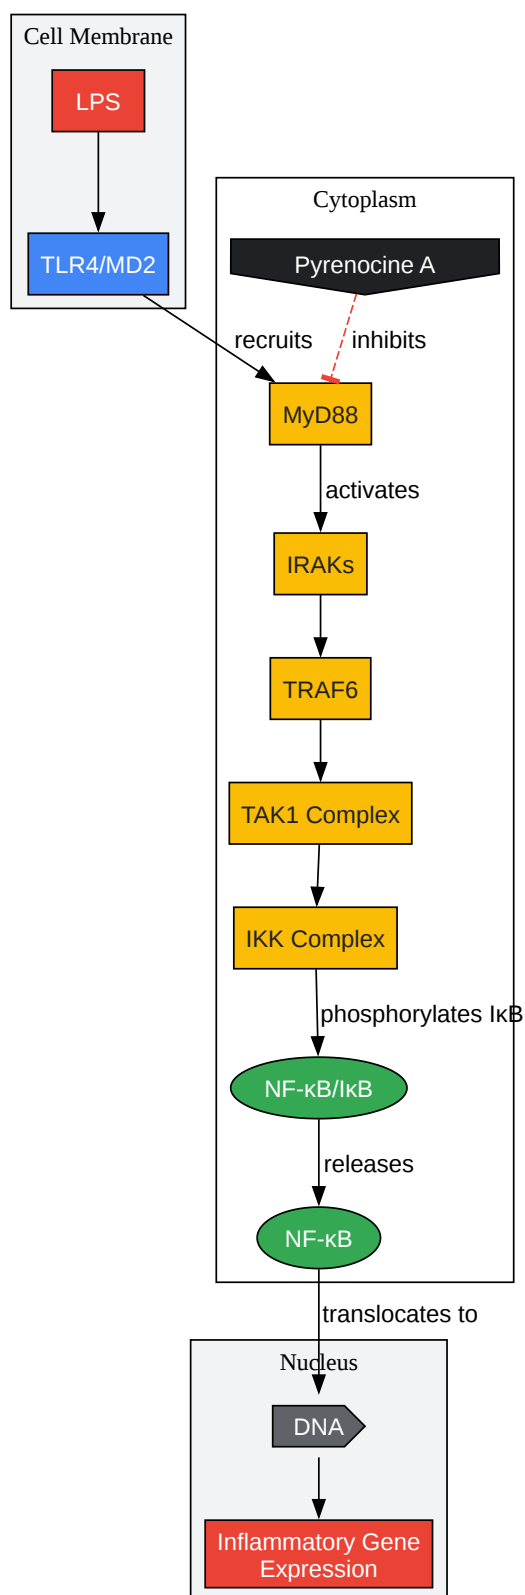 Cell Membrane
LPS
TLR4/MD2
Cytoplasm
Pyrenocine A
recruits
inhibits
MyD88
activates
IRAKs
TRAF6
TAK1 Complex
IKK Complex
phosphorylates IκB
NF-κB/IκB
releases
NF-κB
translocates to
Nucleus
DNA
Inflammatory Gene
Expression